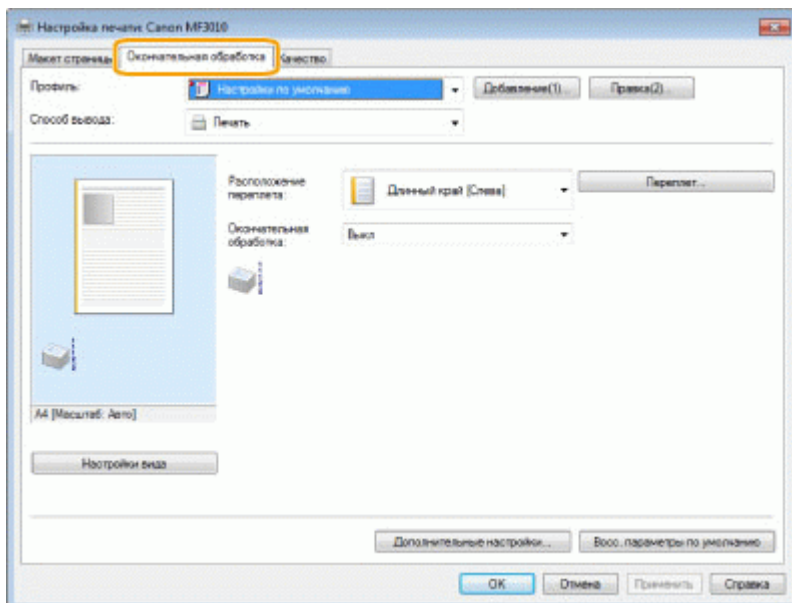 Настройка печати: Canon MF3010
Макет страницы Окончательная обработка Качество
Профиль: Настройки по умолчанию Добавление(1)... Правка(2)...
Способ вывода: Печать
Расположение переплета: Длинный край [Слева] Переплет...
Окончательная обработка: Выкл
A4 [Масштаб: Авто]
Настройки вида
Дополнительные настройки... Восс. параметры по умолчанию
OK Отмена Применить Справка